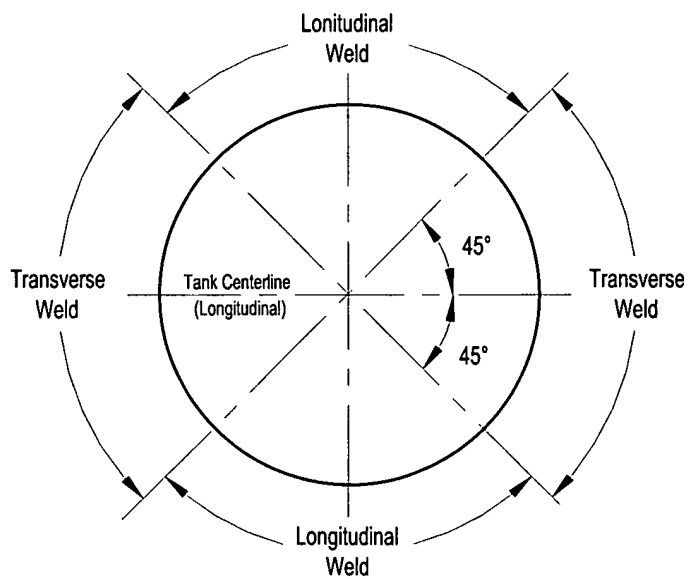 Lonitudinal
Weld
45°
Transverse
Weld
Tank Centerline
(Longitudinal)
Transverse
Weld
45°
Longitudinal
Weld